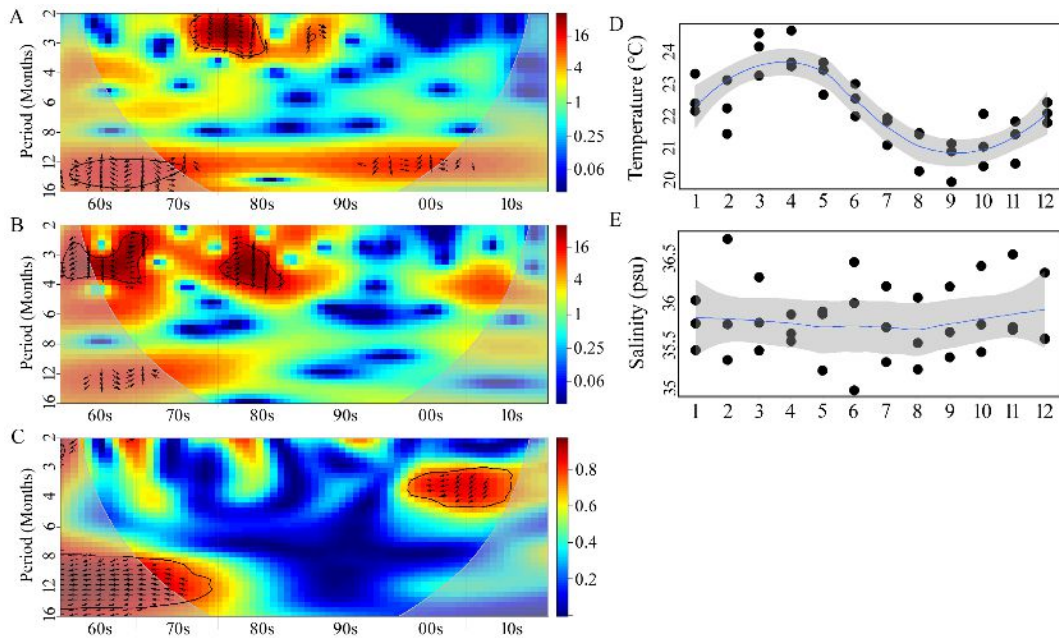 A
Period (Months)
2
3
4
6
8
12
16
60s 70s 80s 90s 00s 10s
16
4
1
0.25
0.06
B
Period (Months)
2
3
4
6
8
12
16
60s 70s 80s 90s 00s 10s
16
4
1
0.25
0.06
C
Period (Months)
2
3
4
6
8
12
16
60s 70s 80s 90s 00s 10s
0.8
0.6
0.4
0.2
D
Temperature (°C)
24
23
22
21
20
1 2 3 4 5 6 7 8 9 10 11 12
E
Salinity (psu)
36.5
36
35.5
35
1 2 3 4 5 6 7 8 9 10 11 12